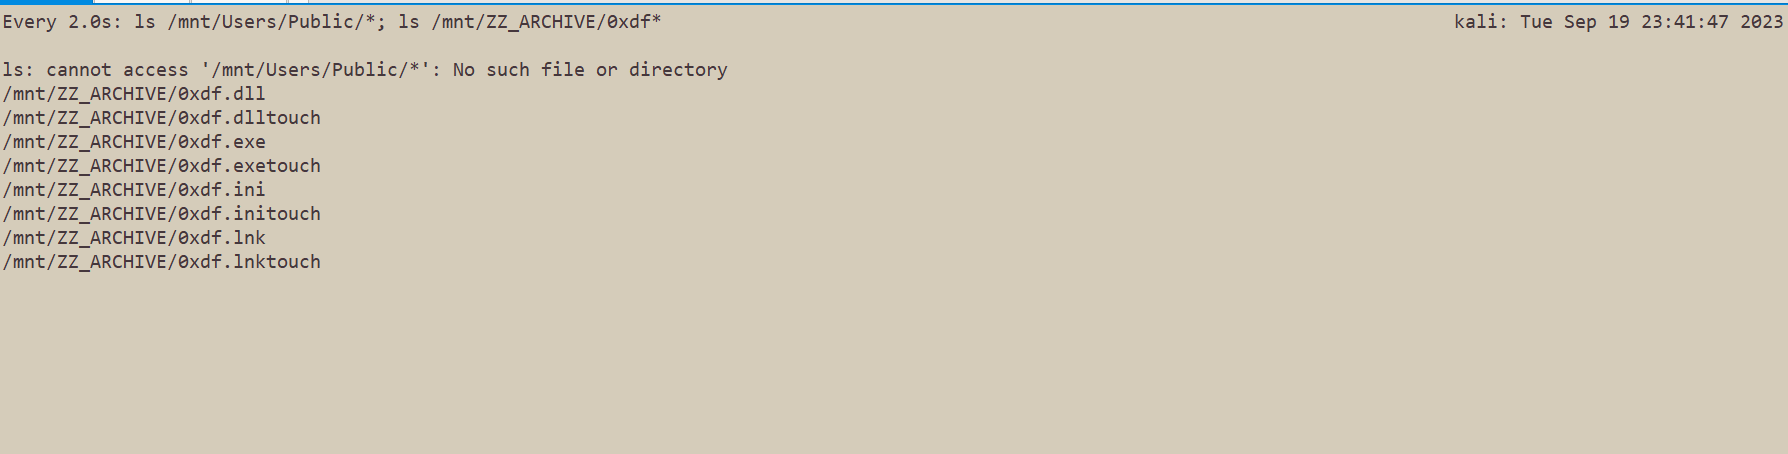 Every 2.0s: ls /mnt/Users/Public/*; ls /mnt/ZZ_ARCHIVE/0xdf* kali: Tue Sep 19 23:41:47 2023
ls: cannot access '/mnt/Users/Public/*': No such file or directory
/mnt/ZZ_ARCHIVE/0xdf.dll
/mnt/ZZ_ARCHIVE/0xdf.dlltouch
/mnt/ZZ_ARCHIVE/0xdf.exe
/mnt/ZZ_ARCHIVE/0xdf.exetouch
/mnt/ZZ_ARCHIVE/0xdf.ini
/mnt/ZZ_ARCHIVE/0xdf.initouch
/mnt/ZZ_ARCHIVE/0xdf.lnk
/mnt/ZZ_ARCHIVE/0xdf.lnktouch